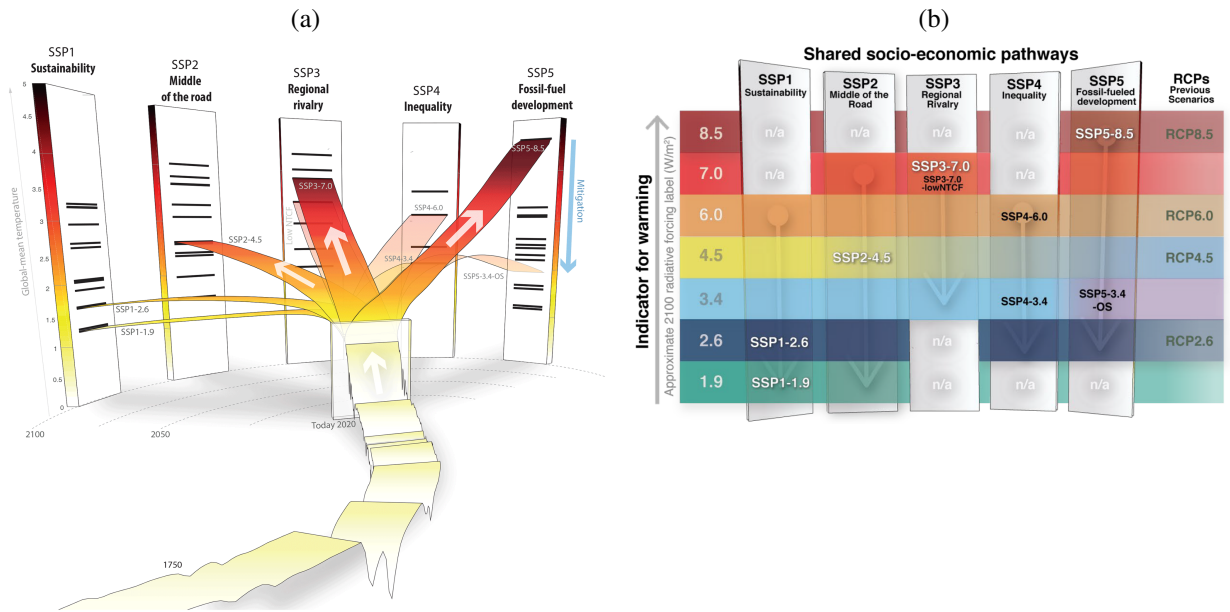 (a)
SSP1
Sustainability
SSP2
Middle
of the road
SSP3
Regional
rivalry
SSP4
Inequality
SSP5
Fossil-fuel
development
Global-mean temperature
5
4.5
4
3.5
3
2.5
2
1.5
1
0.5
0
SSP5-8.5
SSP3-7.0
Low NTCF
SSP4-6.0
SSP2-4.5
SSP4-3.4
SSP5-3.4-OS
SSP1-2.6
SSP1-1.9
Mitigation
2100
2050
Today 2020
1750
(b)
Shared socio-economic pathways
SSP1
Sustainability
SSP2
Middle of the
Road
SSP3
Regional
Rivalry
SSP4
Inequality
SSP5
Fossil-fueled
development
RCPs
Previous
Scenarios
Indicator for warming
Approximate 2100 radiative forcing label (W/m²)
8.5 n/a n/a n/a n/a SSP5-8.5 RCP8.5
7.0 n/a SSP3-7.0 n/a
SSP3-7.0
-lowNTCF
6.0 SSP4-6.0 RCP6.0
4.5 SSP2-4.5 RCP4.5
3.4 SSP4-3.4 SSP5-3.4
-OS
2.6 SSP1-2.6 n/a RCP2.6
1.9 SSP1-1.9 n/a n/a n/a